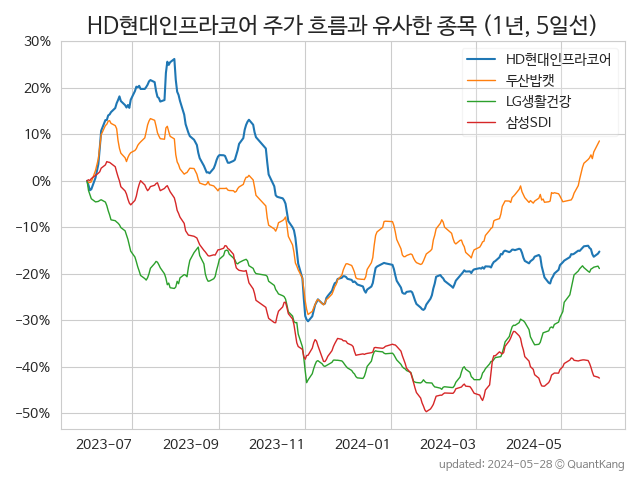 HD현대인프라코어 주가 흐름과 유사한 종목 (1년, 5일선)
30%
20%
10%
0%
−10%
−20%
−30%
−40%
−50%
HD현대인프라코어
두산밥캣
LG생활건강
삼성SDI
2023-07 2023-09 2023-11 2024-01 2024-03 2024-05
updated: 2024-05-28 © QuantKang